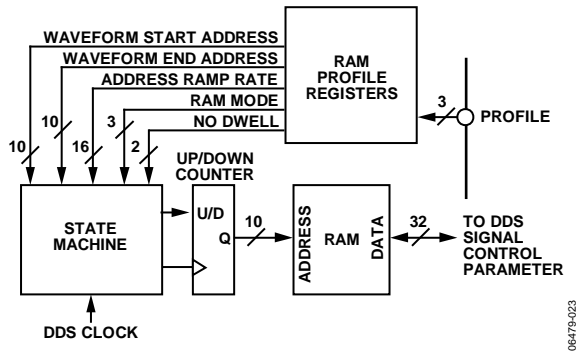 WAVEFORM START ADDRESS
WAVEFORM END ADDRESS
ADDRESS RAMP RATE
RAM MODE
NO DWELL
RAM
PROFILE
REGISTERS
3
PROFILE
10
10
16
3
2
UP/DOWN
COUNTER
STATE
MACHINE
U/D
Q
10
ADDRESS
RAM
DATA
32
TO DDS
SIGNAL
CONTROL
PARAMETER
DDS CLOCK
06479-023